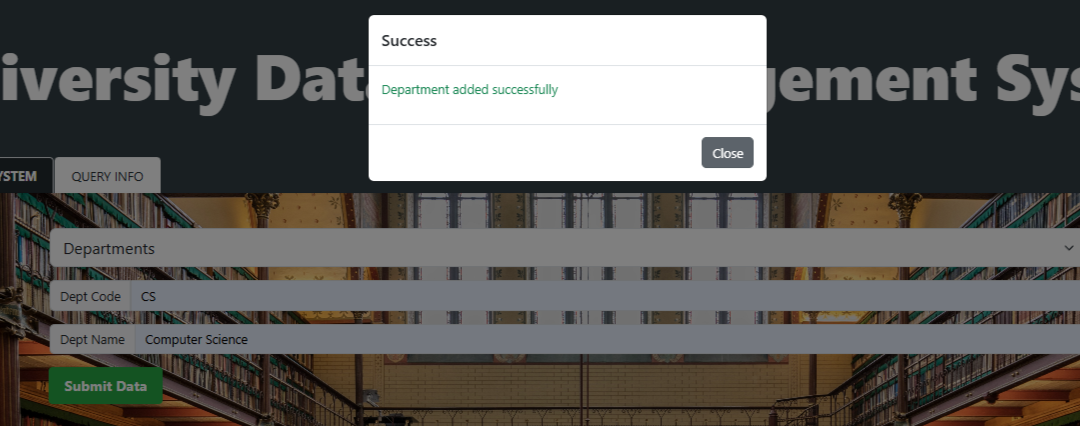 Success
iversity Dat
gement Sys
Department added successfully
Close
YSTEM
QUERY INFO
Departments
Dept Code CS
Dept Name Computer Science
Submit Data